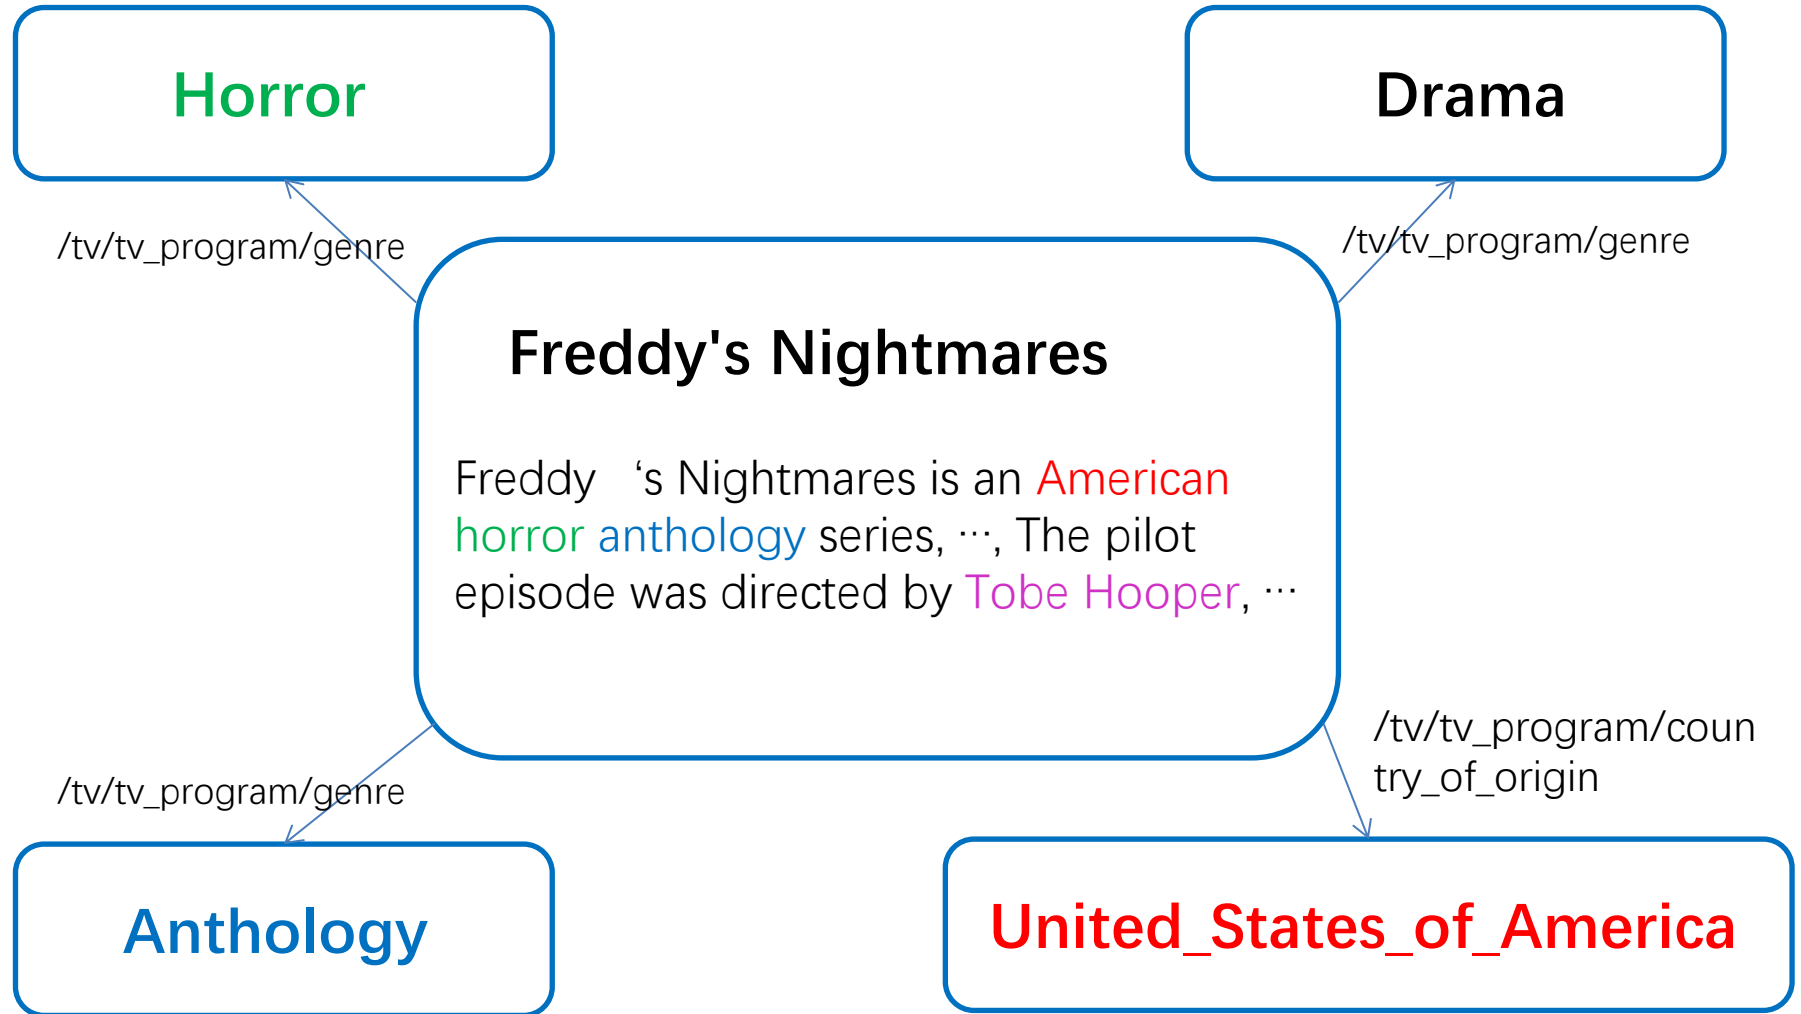 Horror
Drama
/tv/tv_program/genre
/tv/tv_program/genre
Freddy's Nightmares
Freddy ‘s Nightmares is an American
horror anthology series, ···, The pilot
episode was directed by Tobe Hooper, ···
/tv/tv_program/coun
try_of_origin
/tv/tv_program/genre
Anthology
United_States_of_America